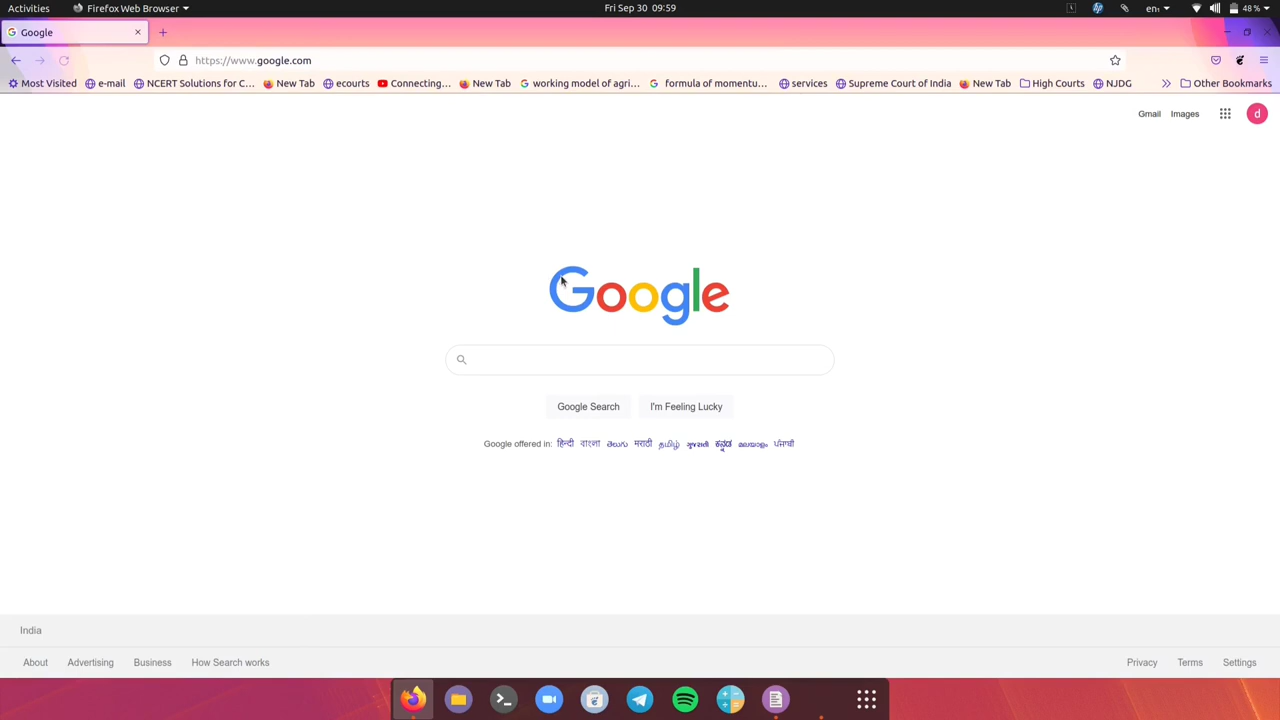 Activities Firefox Web Browser Fri Sep 30 09:59 en₁ 48 %
Google
https://www.google.com
Most Visited e-mail NCERT Solutions for C… New Tab ecourts Connecting… New Tab working model of agri… formula of momentu… services Supreme Court of India New Tab High Courts NJDG Other Bookmarks
Gmail Images d
Google
Google Search I'm Feeling Lucky
Google offered in: हिन्दी বাংলা తెలుగు मराठी தமிழ் ગુજરાતી ಕನ್ನಡ മലയാളം ਪੰਜਾਬੀ
India
About Advertising Business How Search works Privacy Terms Settings